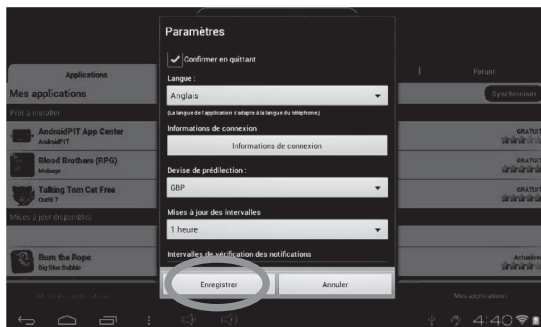 Paramètres
Confirmer en quittant
Langue :
Anglais
(La langue de l'application s'adapte à la langue du téléphone)
Informations de connexion
Informations de connexion
Devise de prédilection :
GBP
Mises à jour des intervalles
1 heure
Intervalles de vérification des notifications
Enregistrer Annuler
Applications Forum
Mes applications Synchroniser
Prêt à installer
AndroidPIT App Center GRATUIT
AndroidPIT
Blood Brothers (RPG) GRATUIT
Mobage
Talking Tom Cat Free GRATUIT
Outfit 7
Mises à jour disponibles
Burn the Rope Actualiser
Big Blue Bubble
Mes applications
4:40